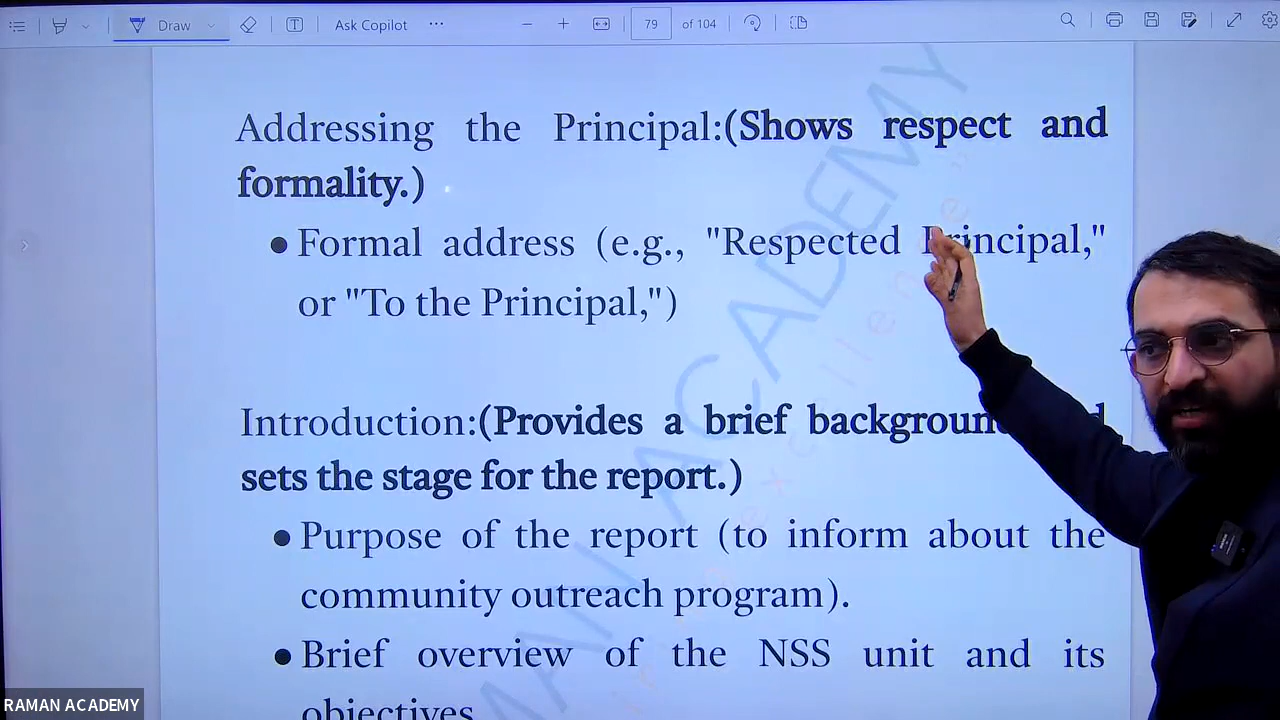 Draw
Ask Copilot
79 of 104
Addressing the Principal:(Shows respect and
formality.)
• Formal address (e.g., "Respected Principal,"
or "To the Principal,")
Introduction:(Provides a brief background
sets the stage for the report.)
• Purpose of the report (to inform about the
community outreach program).
• Brief overview of the NSS unit and its
objectives
MAN ACADEMY
RAMAN ACADEMY